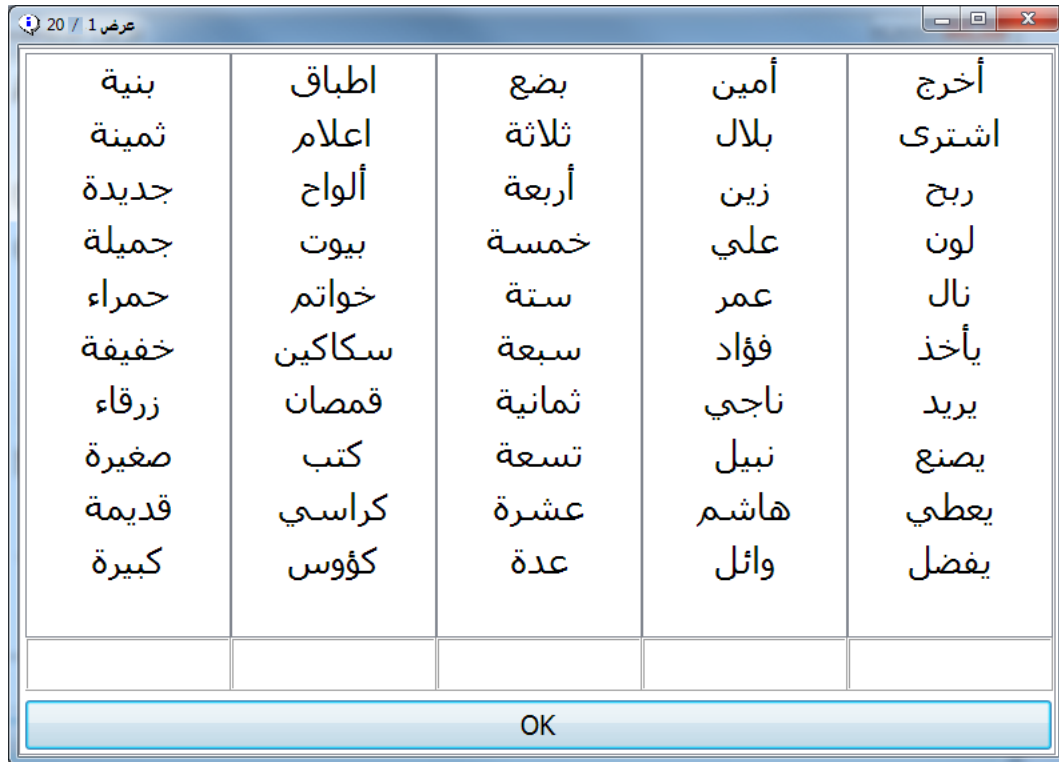 عرض 1 / 20
أخرج أمين بضع اطباق بنية
اشترى بلال ثلاثة اعلام ثمينة
ربح زين أربعة ألواح جديدة
لون علي خمسة بيوت جميلة
نال عمر ستة خواتم حمراء
يأخذ فؤاد سبعة سكاكين خفيفة
يريد ناجي ثمانية قمصان زرقاء
يصنع نبيل تسعة كتب صغيرة
يعطي هاشم عشرة كراسي قديمة
يفضل وائل عدة كؤوس كبيرة
OK